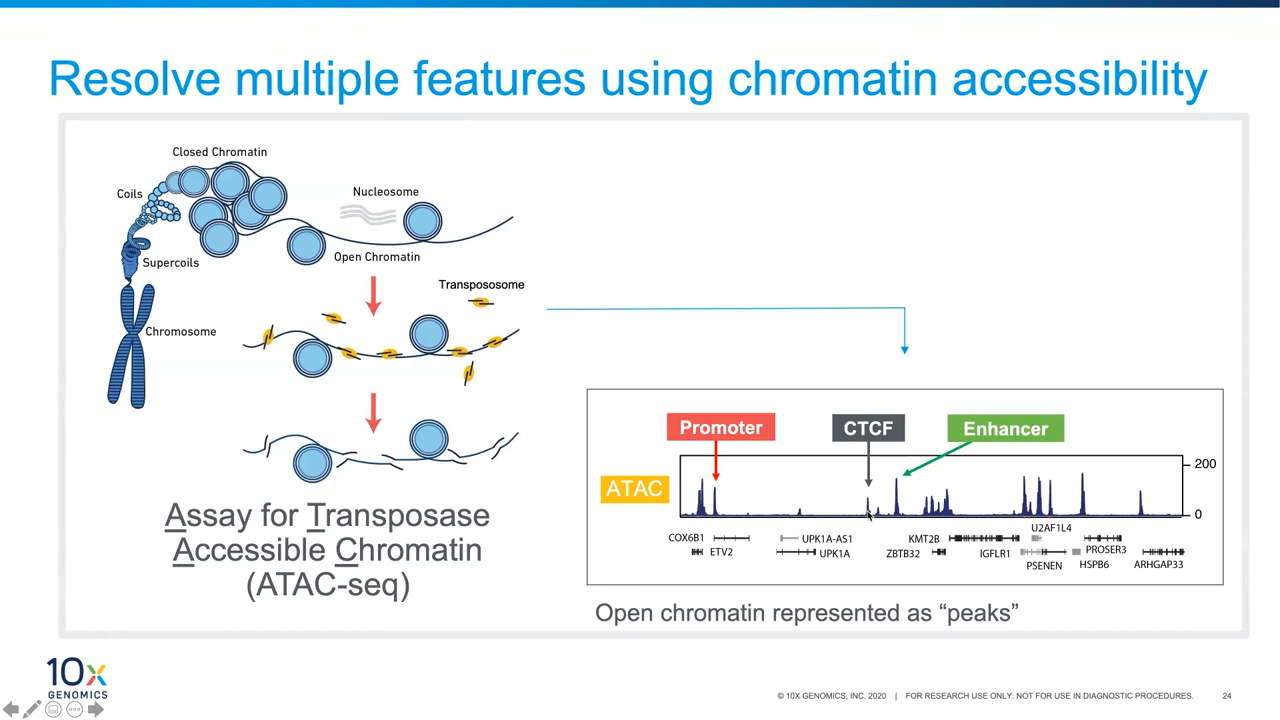 Resolve multiple features using chromatin accessibility
Closed Chromatin
Coils
Nucleosome
Supercoils
Open Chromatin
Transpososome
Chromosome
Assay for Transposase
Accessible Chromatin
(ATAC-seq)
Promoter
CTCF
Enhancer
ATAC
200
0
U2AF1L4
COX6B1
UPK1A-AS1
KMT2B
ETV2
UPK1A
ZBTB32
IGFLR1
PROSER3
PSENEN
HSPB6
ARHGAP33
Open chromatin represented as “peaks”
10x
GENOMICS
© 10X GENOMICS, INC. 2020 | FOR RESEARCH USE ONLY. NOT FOR USE IN DIAGNOSTIC PROCEDURES. 24